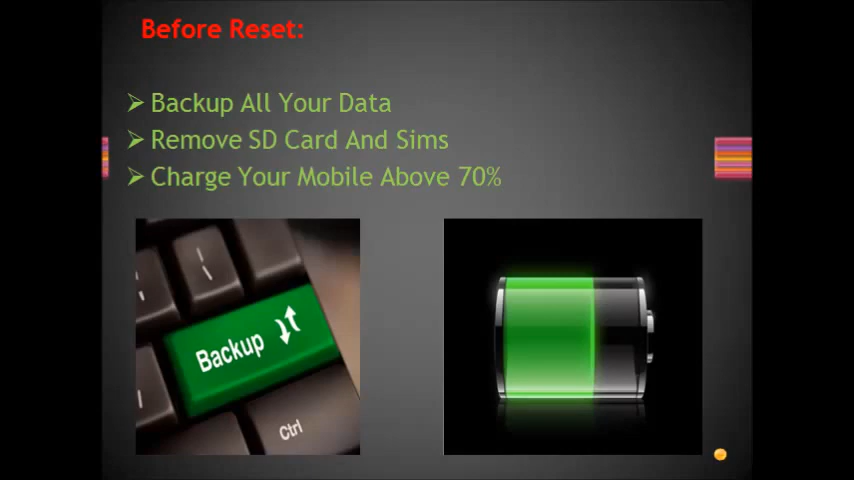 Before Reset:
Backup All Your Data
Remove SD Card And Sims
Charge Your Mobile Above 70%
Backup
Ctrl